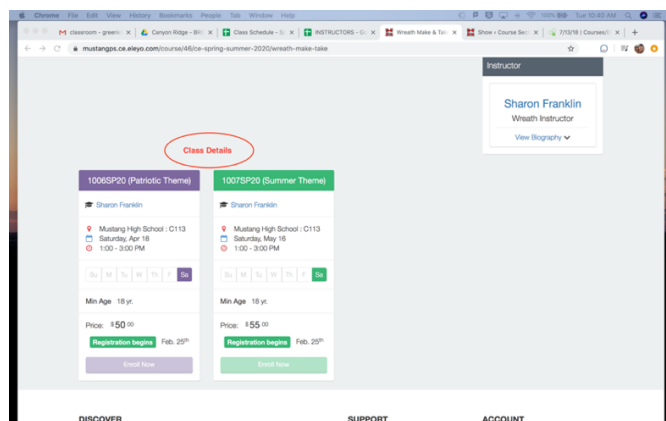 Chrome File Edit View History Bookmarks People Tab Window Help
100% Tue 10:40 AM
classroom - greenk
Canyon Ridge - BR
Class Schedule - S
INSTRUCTORS - G
Wreath Make & Tak
Show • Course Sec
7/13/18 | Courses/
mustangps.ce.eleyo.com/course/46/ce-spring-summer-2020/wreath-make-take
Instructor
Sharon Franklin
Wreath Instructor
View Biography
Class Details
1006SP20 (Patriotic Theme)
Sharon Franklin
Mustang High School : C113
Saturday, Apr 18
1:00 - 3:00 PM
Su M Tu W Th F Sa
Min Age 18 yr.
Price: $50 00
Registration begins Feb. 25th
Enroll Now
1007SP20 (Summer Theme)
Sharon Franklin
Mustang High School : C113
Saturday, May 16
1:00 - 3:00 PM
Su M Tu W Th F Sa
Min Age 18 yr.
Price: $55 00
Registration begins Feb. 25th
Enroll Now
DISCOVER
SUPPORT
ACCOUNT